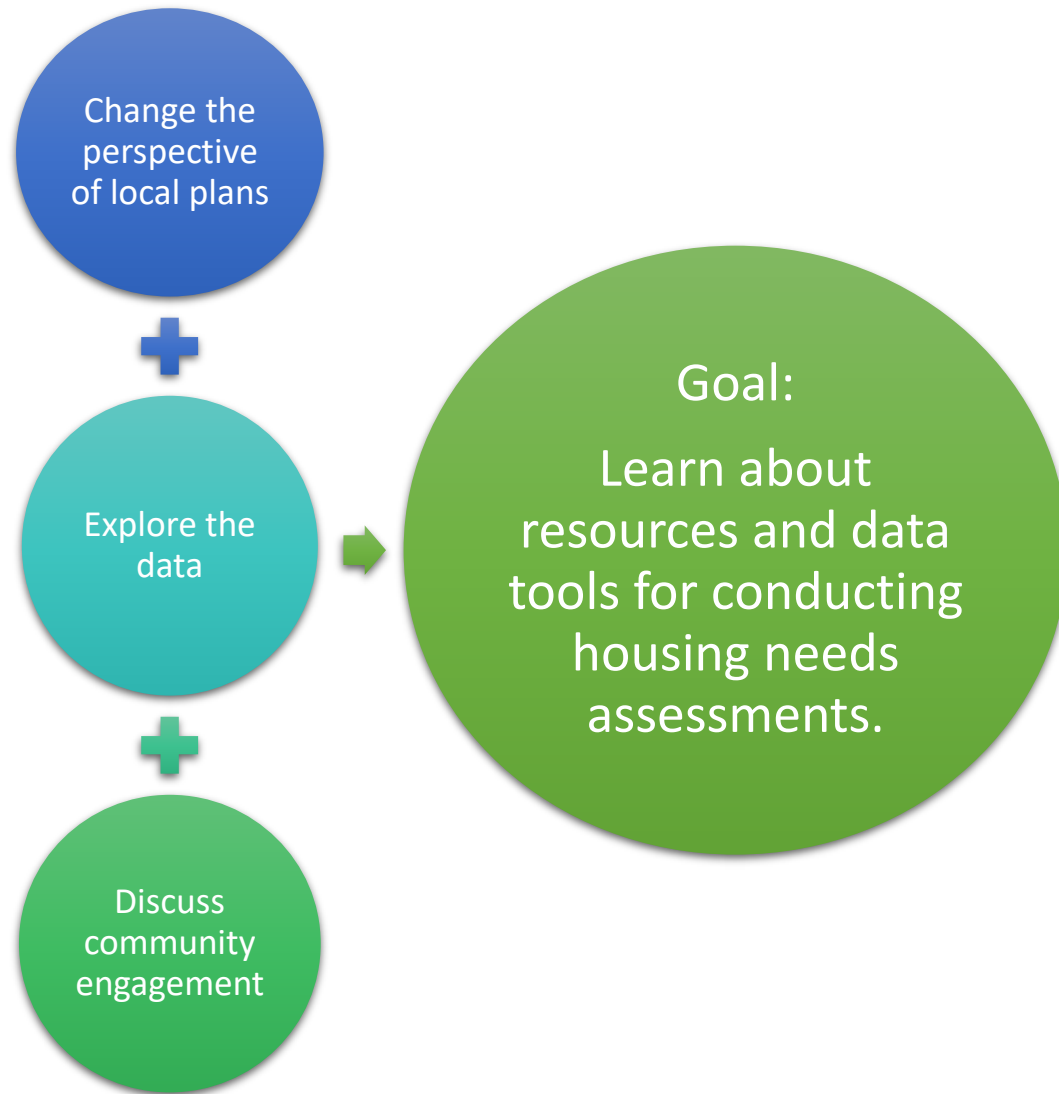 Change the
perspective
of local plans
Explore the
data
Discuss
community
engagement
Goal:
Learn about
resources and data
tools for conducting
housing needs
assessments.